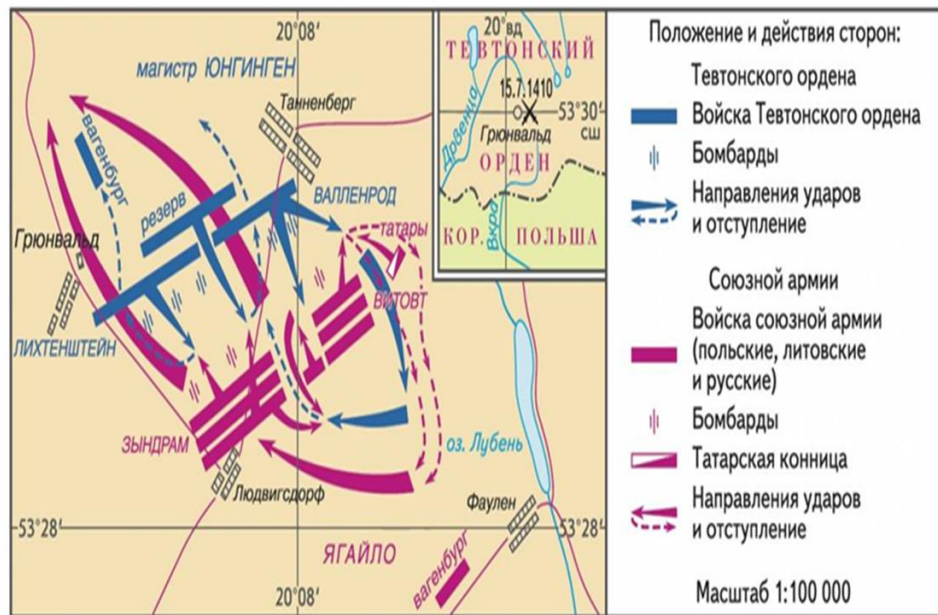 20°08′
магистр ЮНГИНГЕН
Танненберг
вагенбург
резерв
ВАЛЛЕНРОД
татары
Грюнвальд
ВИТОВТ
ЛИХТЕНШТЕЙН
ЗЫНДРАМ
оз. Лубень
Людвигсдорф
Фаулен
53°28′
53°28′
ЯГАЙЛО
вагенбург
20°08′
20° вд
ТЕВТОНСКИЙ
15.7.1410
53°30′
сш
Грюнвальд
Дрвенца
ОРДЕН
Вкра
КОР. ПОЛЬША
Положение и действия сторон:
Тевтонского ордена
Войска Тевтонского ордена
Бомбарды
Направления ударов
и отступление
Союзной армии
Войска союзной армии
(польские, литовские
и русские)
Бомбарды
Татарская конница
Направления ударов
и отступление
Масштаб 1:100 000